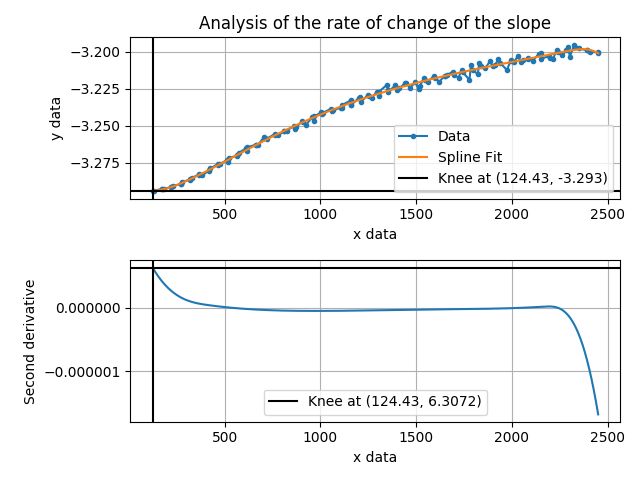 Analysis of the rate of change of the slope
−3.200
−3.225
−3.250
−3.275
y data
Data
Spline Fit
Knee at (124.43, -3.293)
500 1000 1500 2000 2500
x data
0.000000
−0.000001
Second derivative
Knee at (124.43, 6.3072)
500 1000 1500 2000 2500
x data